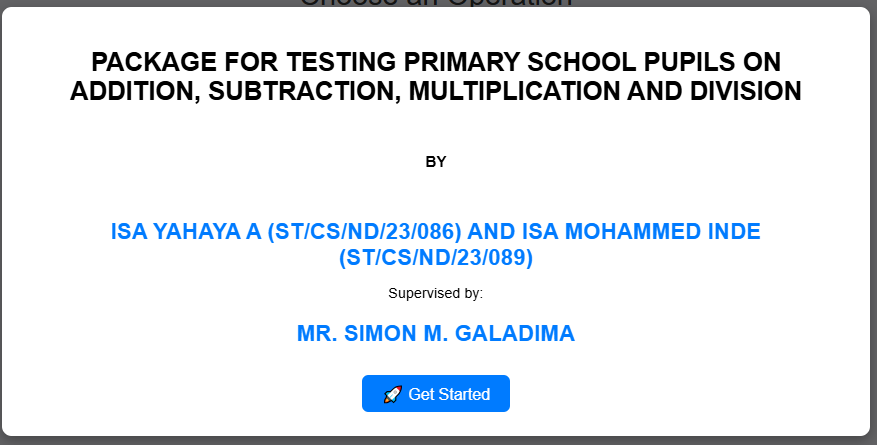 Choose an Operation
PACKAGE FOR TESTING PRIMARY SCHOOL PUPILS ON
ADDITION, SUBTRACTION, MULTIPLICATION AND DIVISION
BY
ISA YAHAYA A (ST/CS/ND/23/086) AND ISA MOHAMMED INDE
(ST/CS/ND/23/089)
Supervised by:
MR. SIMON M. GALADIMA
🚀 Get Started